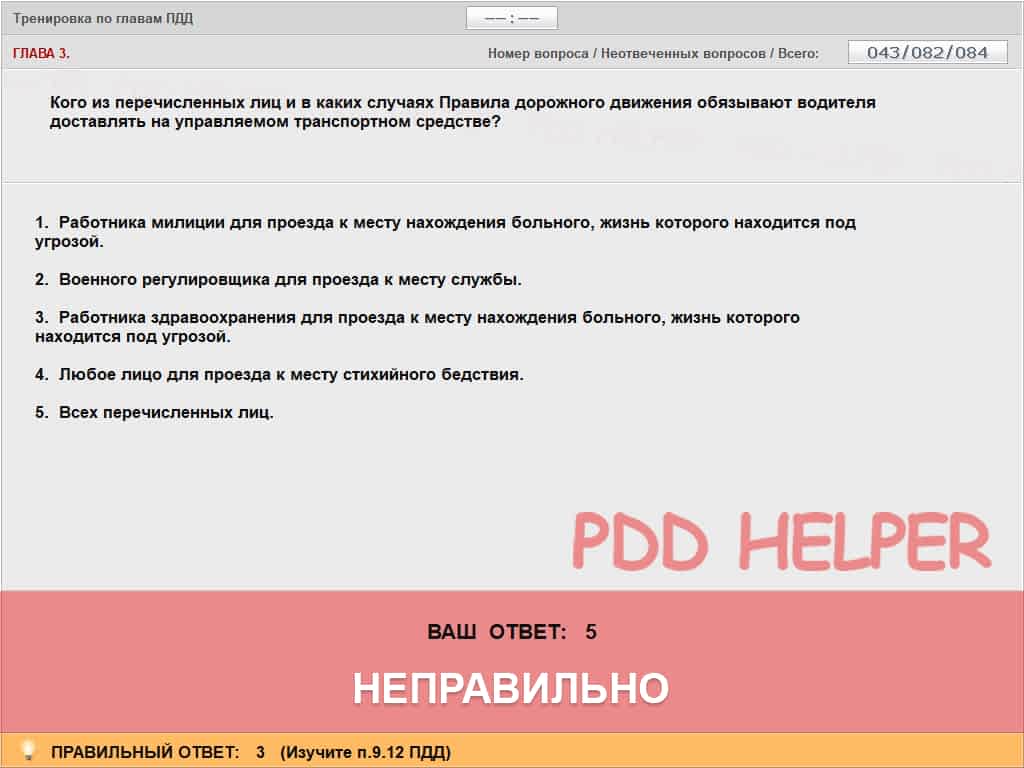 Тренировка по главам ПДД
—— : ——
ГЛАВА 3.
Номер вопроса / Неотвеченных вопросов / Всего:
043/082/084
Кого из перечисленных лиц и в каких случаях Правила дорожного движения обязывают водителя
доставлять на управляемом транспортном средстве?
1. Работника милиции для проезда к месту нахождения больного, жизнь которого находится под
угрозой.
2. Военного регулировщика для проезда к месту службы.
3. Работника здравоохранения для проезда к месту нахождения больного, жизнь которого
находится под угрозой.
4. Любое лицо для проезда к месту стихийного бедствия.
5. Всех перечисленных лиц.
PDD HELPER
ВАШ ОТВЕТ: 5
НЕПРАВИЛЬНО
ПРАВИЛЬНЫЙ ОТВЕТ: 3 (Изучите п.9.12 ПДД)